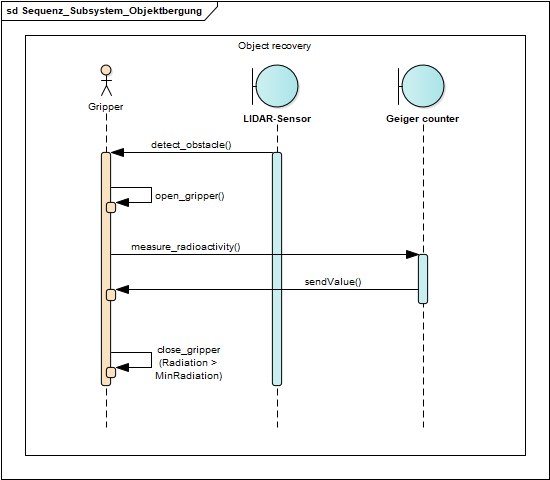 sd Sequenz_Subsystem_Objektbergung
Object recovery
Gripper
LIDAR-Sensor
Geiger counter
detect_obstacle()
open_gripper()
measure_radioactivity()
sendValue()
close_gripper
(Radiation >
MinRadiation)